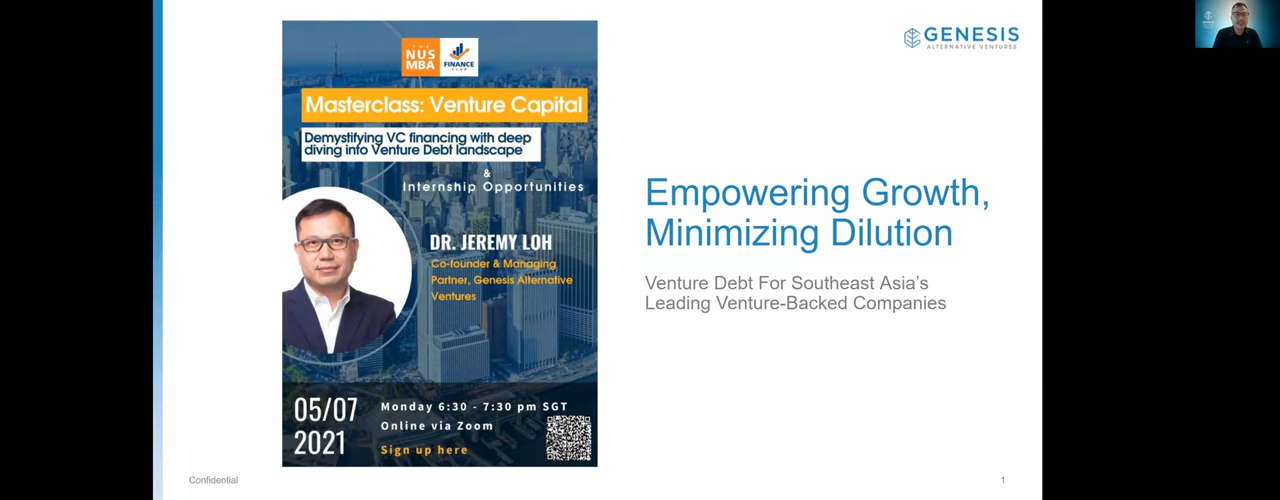 THE
NUS
MBA
FINANCE
CLUB
Masterclass: Venture Capital
Demystifying VC financing with deep
diving into Venture Debt landscape
&
Internship Opportunities
DR. JEREMY LOH
Co-founder & Managing
Partner, Genesis Alternative
Ventures
05/07
2021
Monday 6:30 - 7:30 pm SGT
Online via Zoom
Sign up here
GENESIS
ALTERNATIVE VENTURES
Empowering Growth,
Minimizing Dilution
Venture Debt For Southeast Asia's
Leading Venture-Backed Companies
Confidential
1